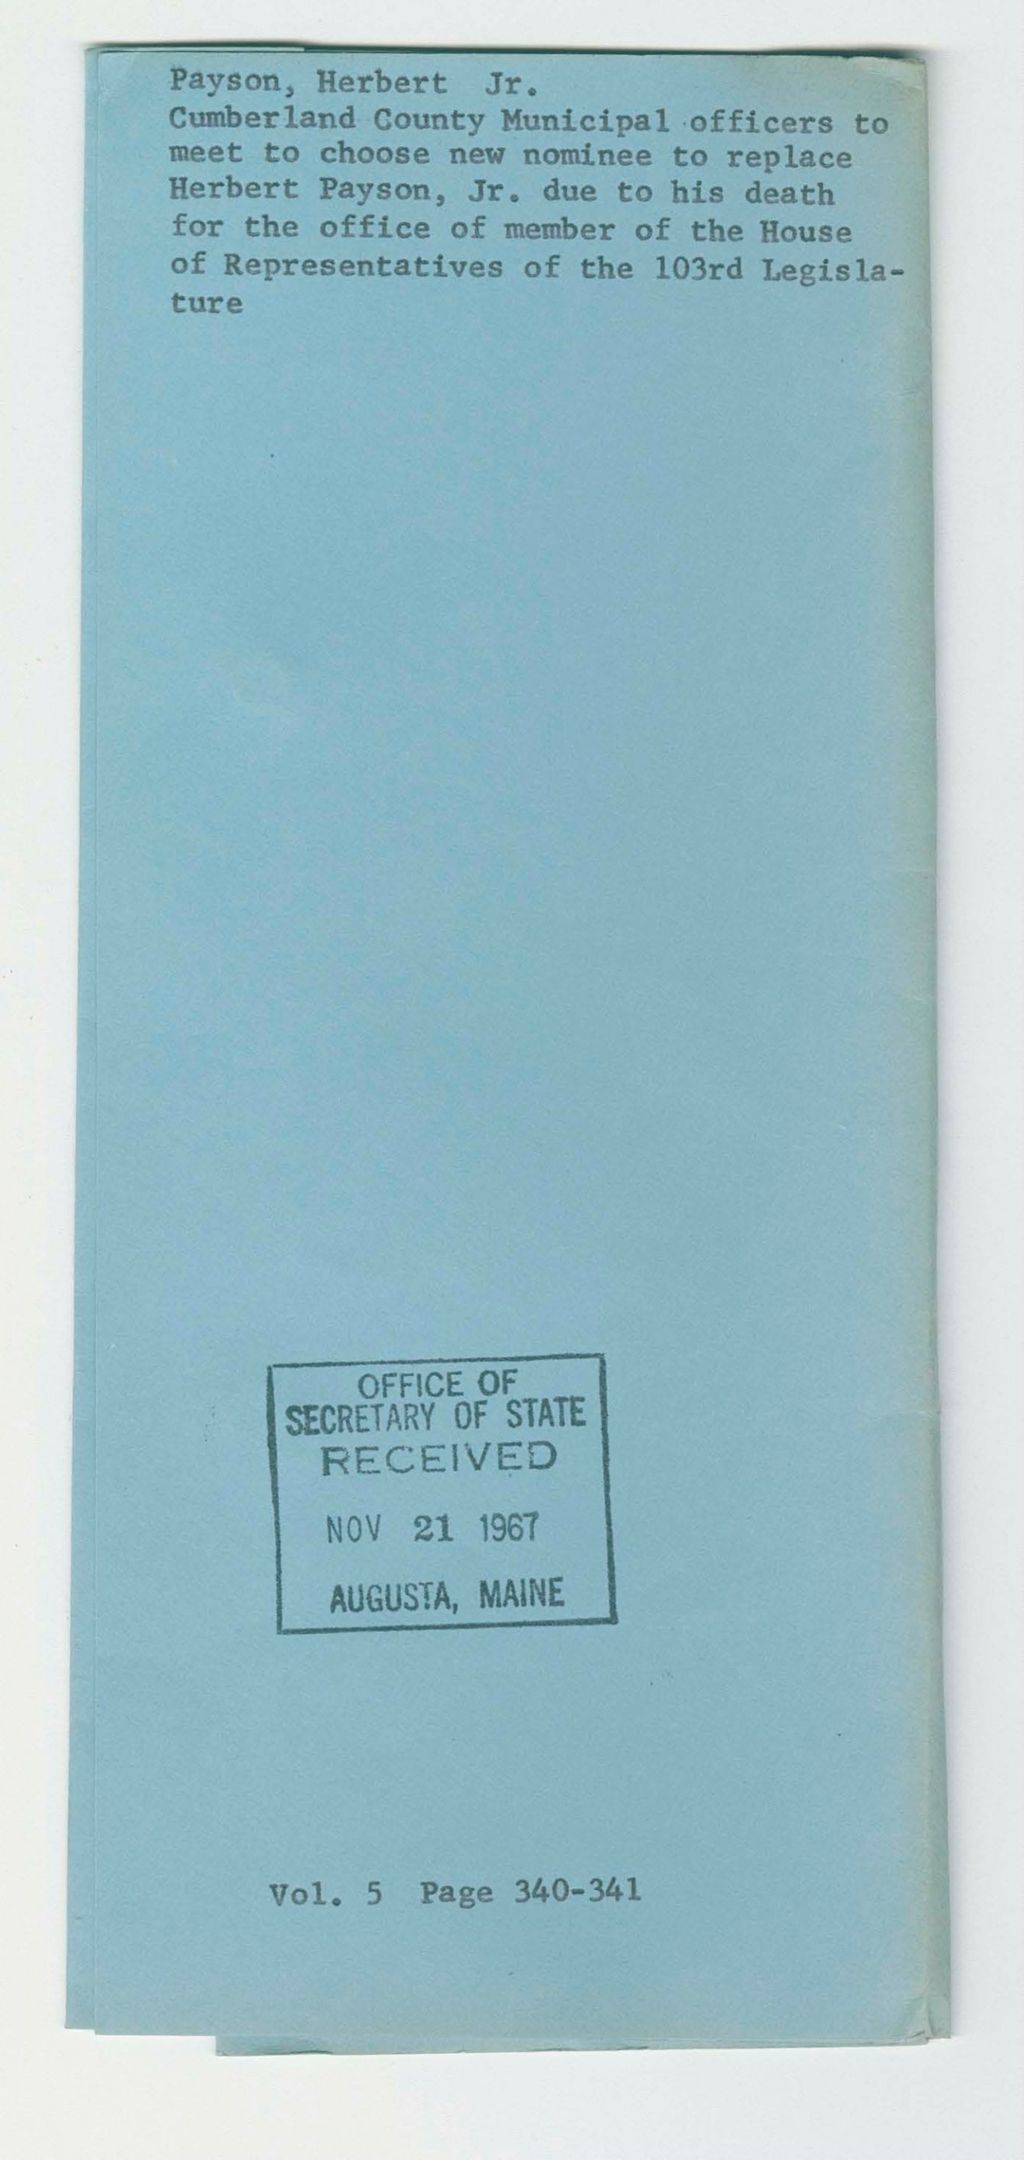 Payson, Herbert Jr.
Cumberland County Municipal officers to
meet to choose new nominee to replace
Herbert Payson, Jr. due to his death
for the office of member of the House
of Representatives of the 103rd Legisla-
ture
OFFICE OF
SECRETARY OF STATE
RECEIVED
NOV 21 1967
AUGUSTA, MAINE
Vol. 5 Page 340-341